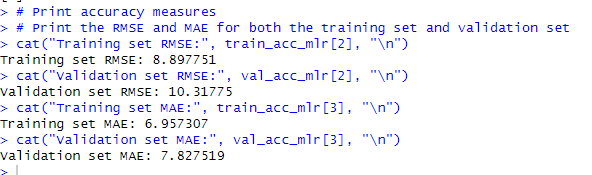 > # Print accuracy measures
> # Print the RMSE and MAE for both the training set and validation set
> cat("Training set RMSE:", train_acc_mlr[2], "\n")
Training set RMSE: 8.897751
> cat("Validation set RMSE:", val_acc_mlr[2], "\n")
Validation set RMSE: 10.31775
> cat("Training set MAE:", train_acc_mlr[3], "\n")
Training set MAE: 6.957307
> cat("Validation set MAE:", val_acc_mlr[3], "\n")
Validation set MAE: 7.827519
>